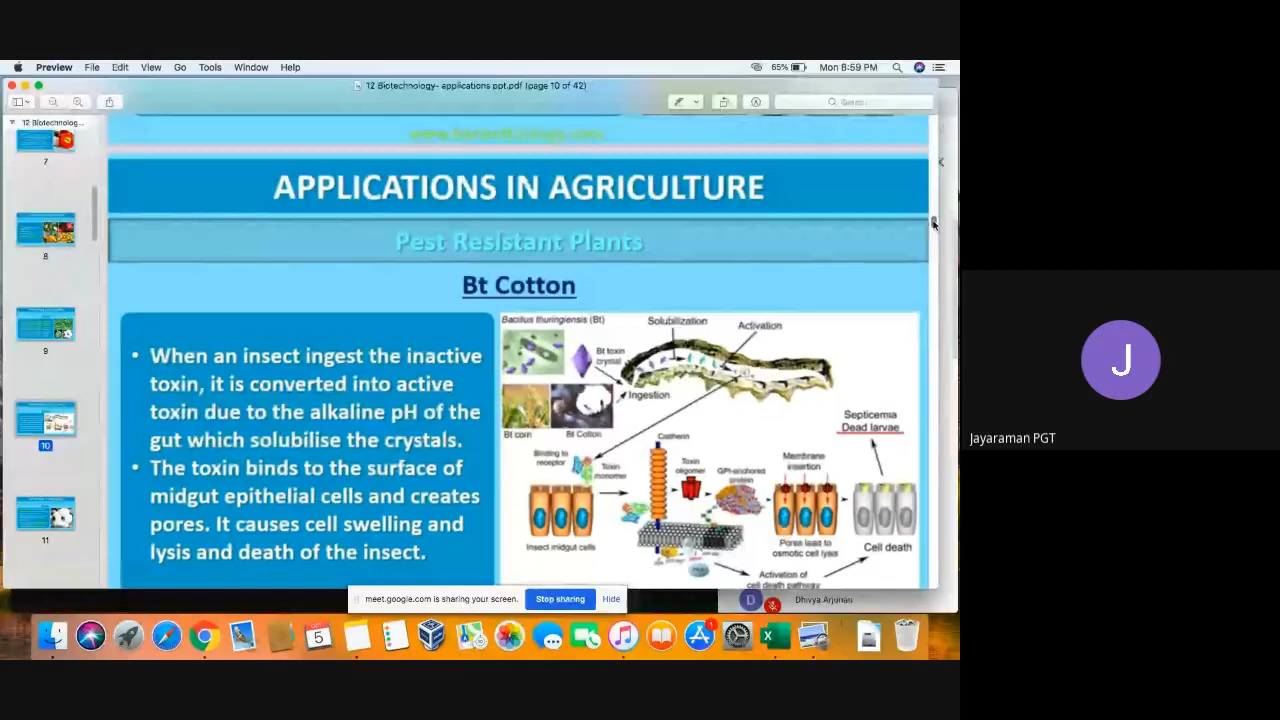 Preview File Edit View Go Tools Window Help 65% Mon 8:59 PM
12 Biotechnology- applications ppt.pdf (page 10 of 42)
Search
12 Biotechnolog...
7
8
9
10
11
APPLICATIONS IN AGRICULTURE
Pest Resistant Plants
Bt Cotton
• When an insect ingest the inactive
toxin, it is converted into active
toxin due to the alkaline pH of the
gut which solubilise the crystals.
• The toxin binds to the surface of
midgut epithelial cells and creates
pores. It causes cell swelling and
lysis and death of the insect.
Bacillus thuringiensis (Bt)
Solubilization
Activation
Bt toxin
crystal
Ingestion
Bt corn
Bt Cotton
Septicemia
Dead larvae
Cadherin
Binding to
receptor
Toxin
monomer
Toxin
oligomer
GPI-anchored
protein
Membrane
insertion
Insect midgut cells
Pores lead to
osmotic cell lysis
Cell death
Activation of
cell death pathway
meet.google.com is sharing your screen. Stop sharing Hide
D
Dhivya Arjunan
OCT
5
1
J
Jayaraman PGT